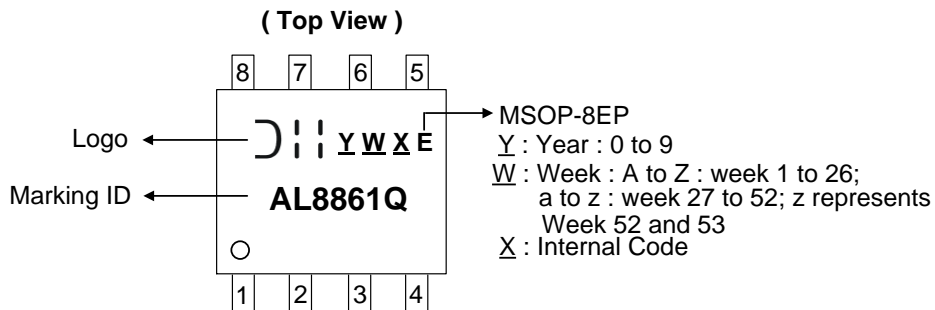 ( Top View )
8 7 6 5
Logo
Y W X E
MSOP-8EP
Y : Year : 0 to 9
W : Week : A to Z : week 1 to 26;
a to z : week 27 to 52; z represents
Week 52 and 53
X : Internal Code
Marking ID
AL8861Q
1 2 3 4